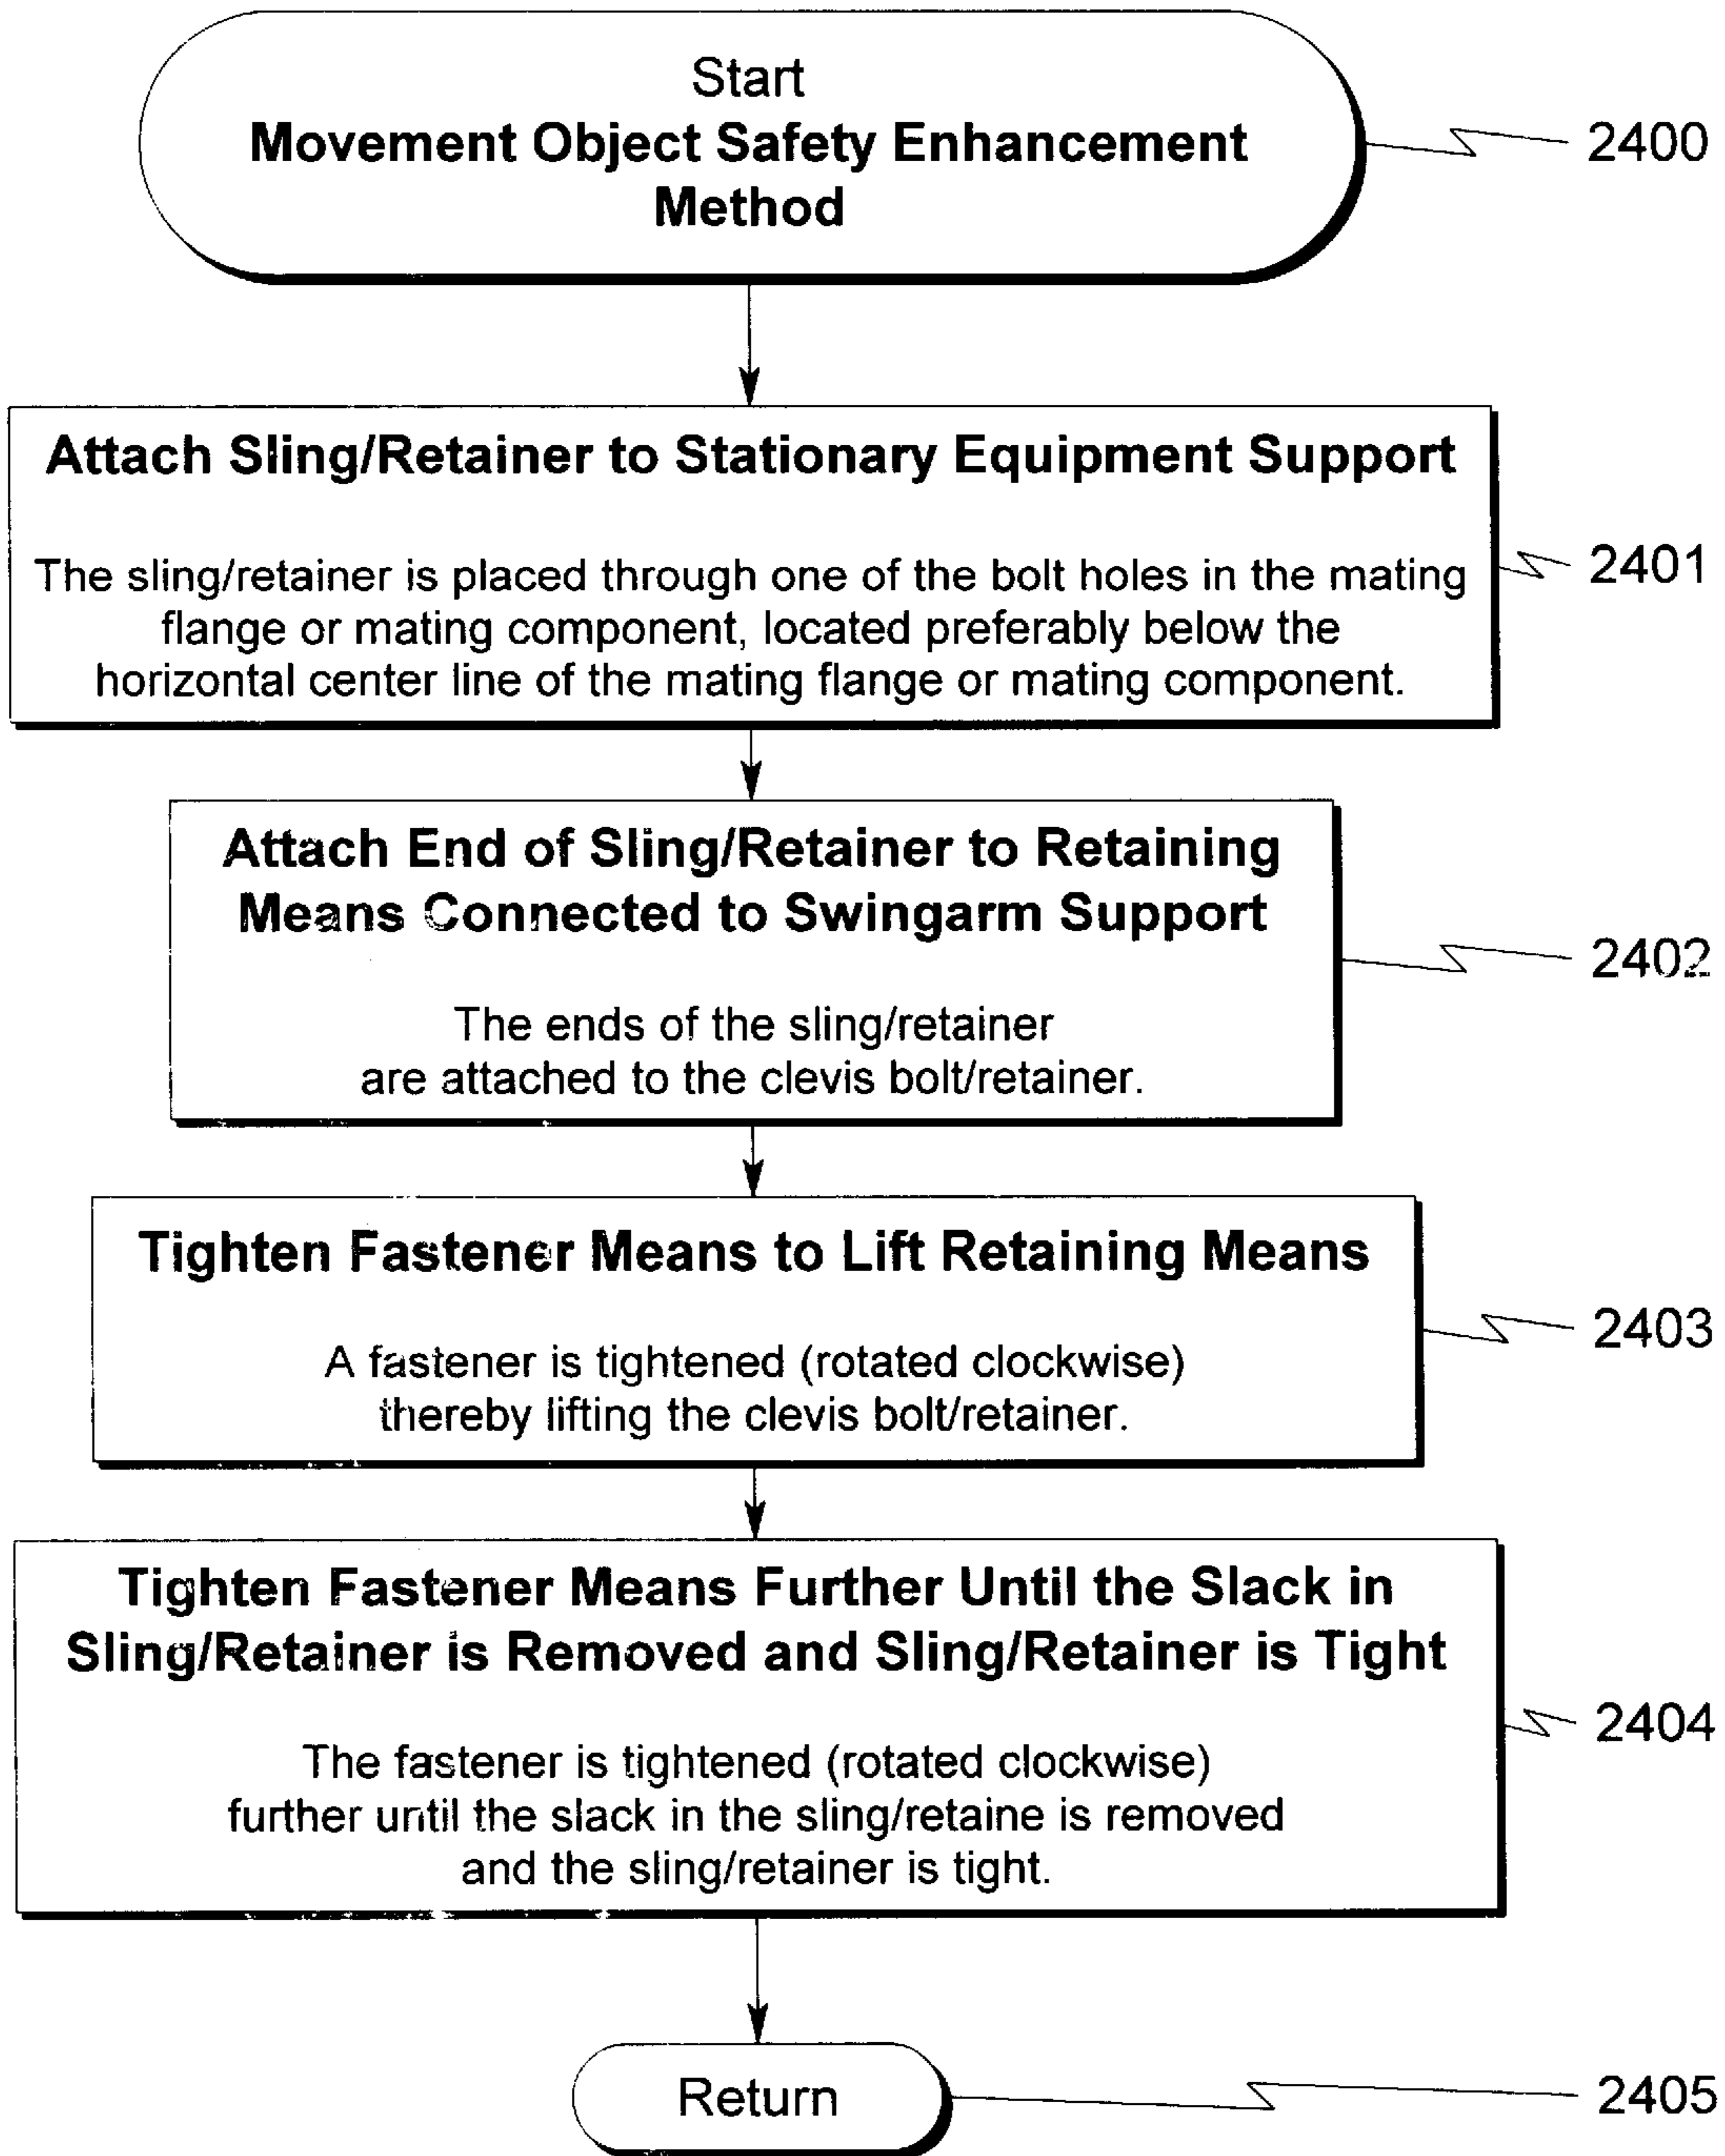 Start
Movement Object Safety Enhancement
Method
2400
Attach Sling/Retainer to Stationary Equipment Support
The sling/retainer is placed through one of the bolt holes in the mating
flange or mating component, located preferably below the
horizontal center line of the mating flange or mating component.
2401
Attach End of Sling/Retainer to Retaining
Means Connected to Swingarm Support
The ends of the sling/retainer
are attached to the clevis bolt/retainer.
2402
Tighten Fastener Means to Lift Retaining Means
A fastener is tightened (rotated clockwise)
thereby lifting the clevis bolt/retainer.
2403
Tighten Fastener Means Further Until the Slack in
Sling/Retainer is Removed and Sling/Retainer is Tight
The fastener is tightened (rotated clockwise)
further until the slack in the sling/retaine is removed
and the sling/retainer is tight.
2404
Return
2405